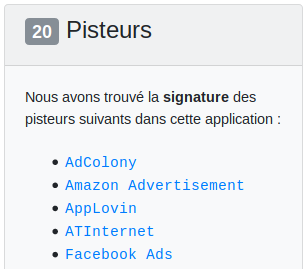 20 Pisteurs
Nous avons trouvé la signature des
pisteurs suivants dans cette application :
• AdColony
• Amazon Advertisement
• AppLovin
• ATInternet
• Facebook Ads